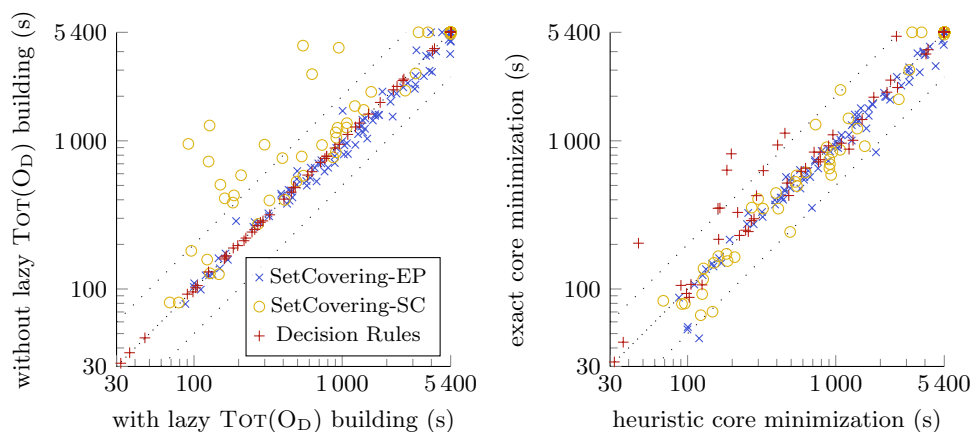 without lazy TOT(OD) building (s)
5 400
1 000
100
30
30
100
1 000
5 400
with lazy TOT(OD) building (s)
SetCovering-EP
SetCovering-SC
Decision Rules
exact core minimization (s)
5 400
1 000
100
30
30
100
1 000
5 400
heuristic core minimization (s)